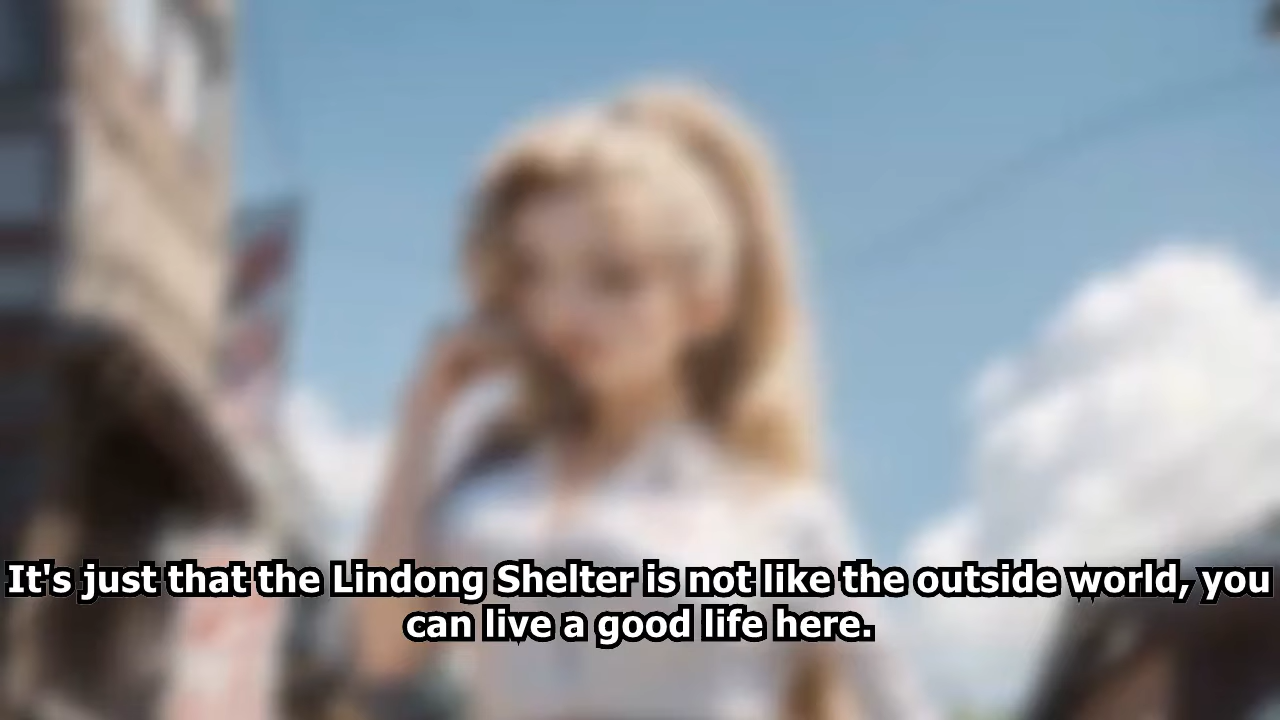 It's just that the Lindong Shelter is not like the outside world, you
can live a good life here.